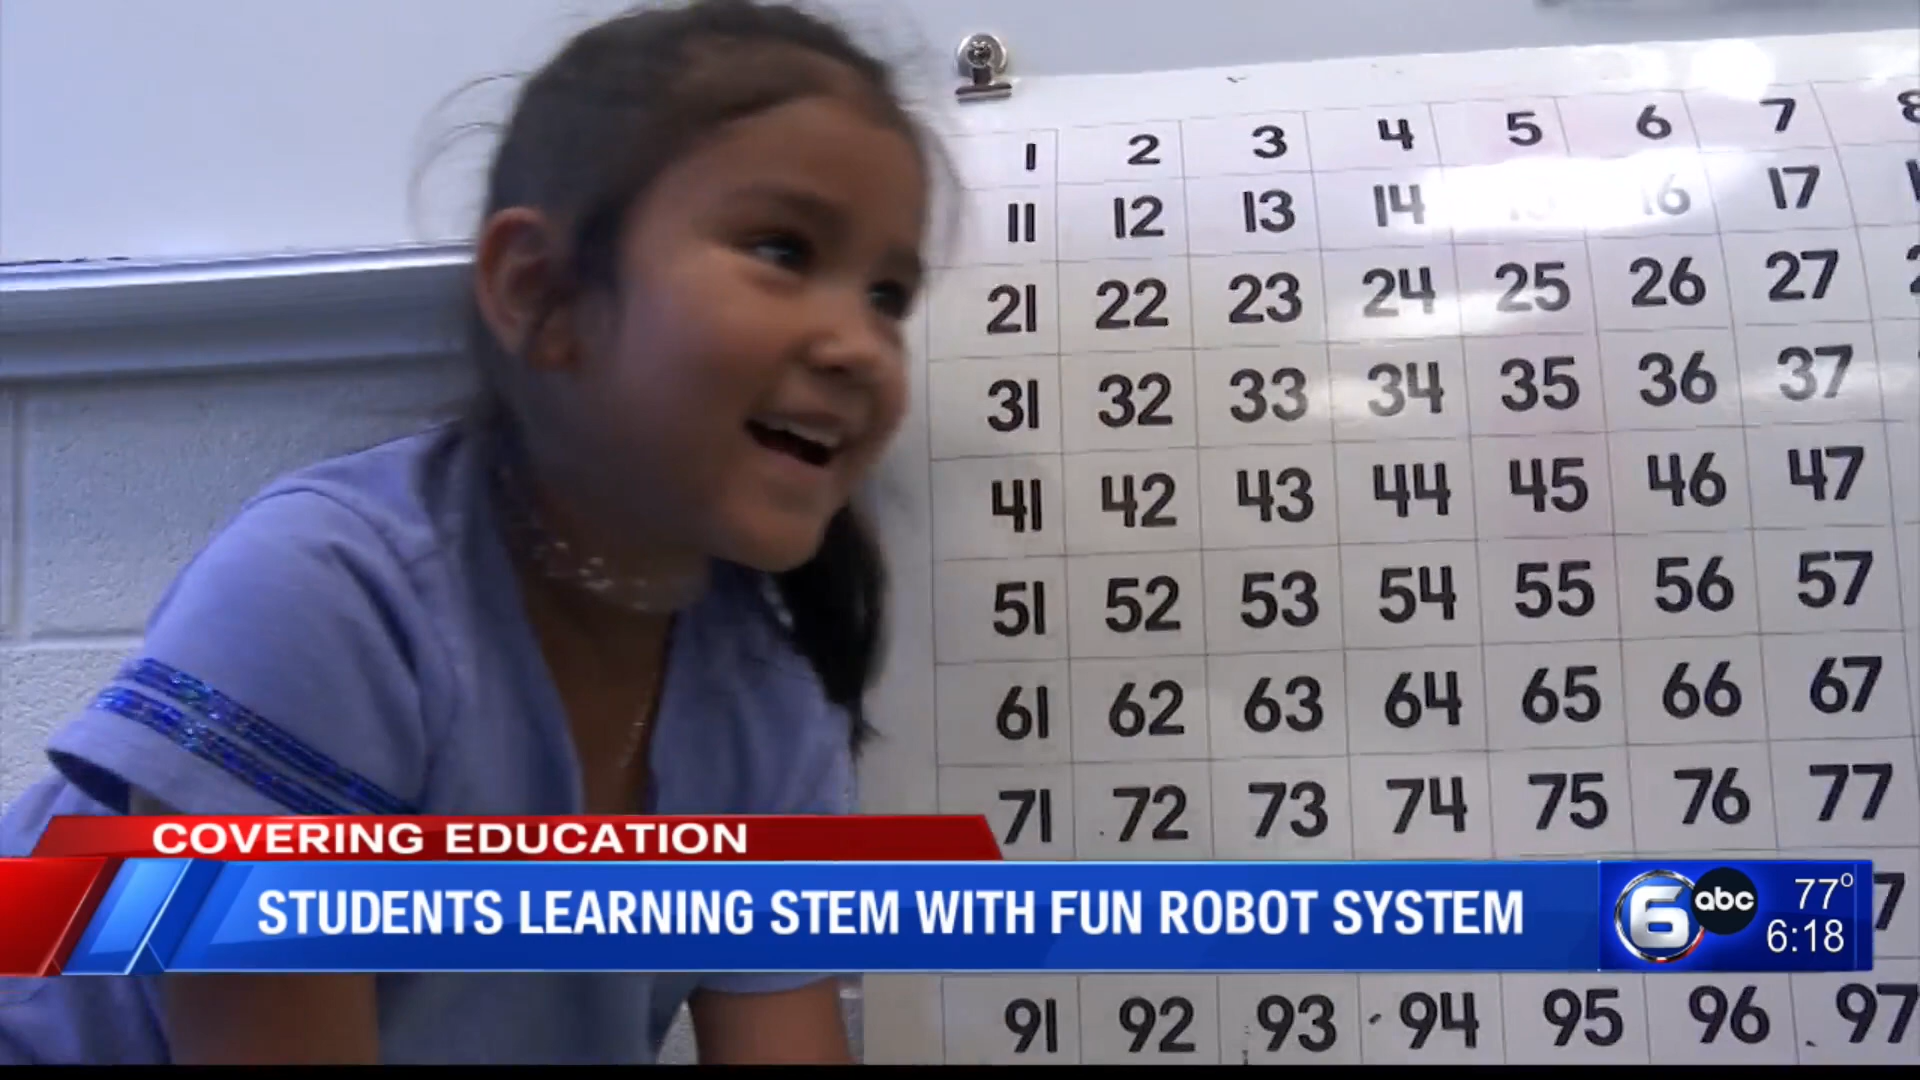 1 2 3 4 5 6 7 8
11 12 13 14 16 17
21 22 23 24 25 26 27
31 32 33 34 35 36 37
41 42 43 44 45 46 47
51 52 53 54 55 56 57
61 62 63 64 65 66 67
71 72 73 74 75 76 77
COVERING EDUCATION
STUDENTS LEARNING STEM WITH FUN ROBOT SYSTEM
6 abc 77°
6:18
7
91 92 93 94 95 96 97